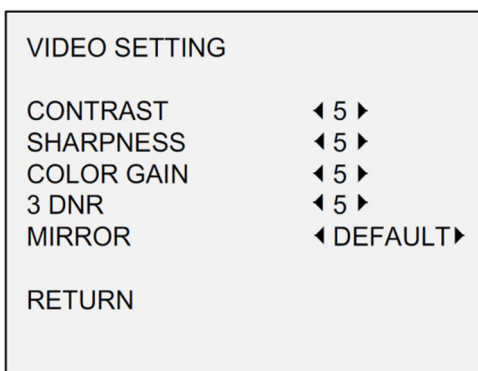 VIDEO SETTING
CONTRAST 5
SHARPNESS 5
COLOR GAIN 5
3 DNR 5
MIRROR DEFAULT
RETURN